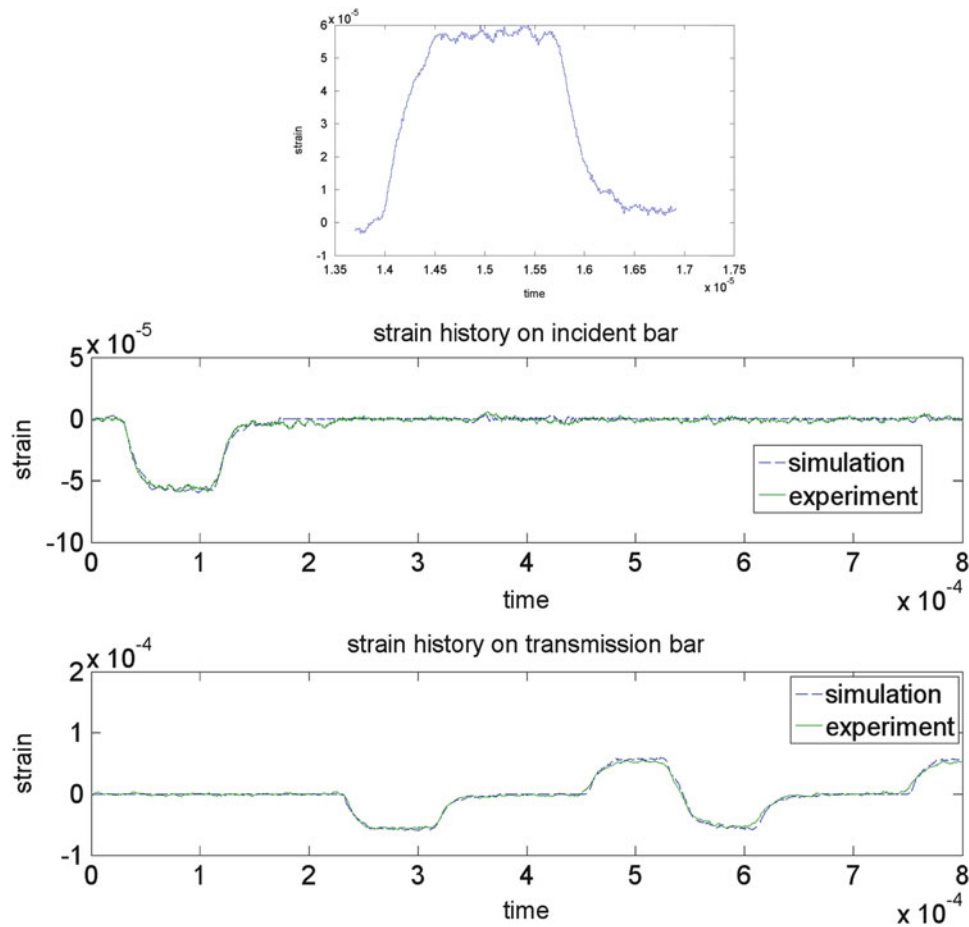 6 x 10^-5
5
4
3
2
1
0
-1
strain
1.35 1.4 1.45 1.5 1.55 1.6 1.65 1.7 1.75
time
x 10^-5
strain history on incident bar
5 x 10^-5
0
-5
-10
strain
simulation
experiment
0 1 2 3 4 5 6 7 8
time
x 10^-4
strain history on transmission bar
2 x 10^-4
1
0
-1
strain
simulation
experiment
0 1 2 3 4 5 6 7 8
time
x 10^-4